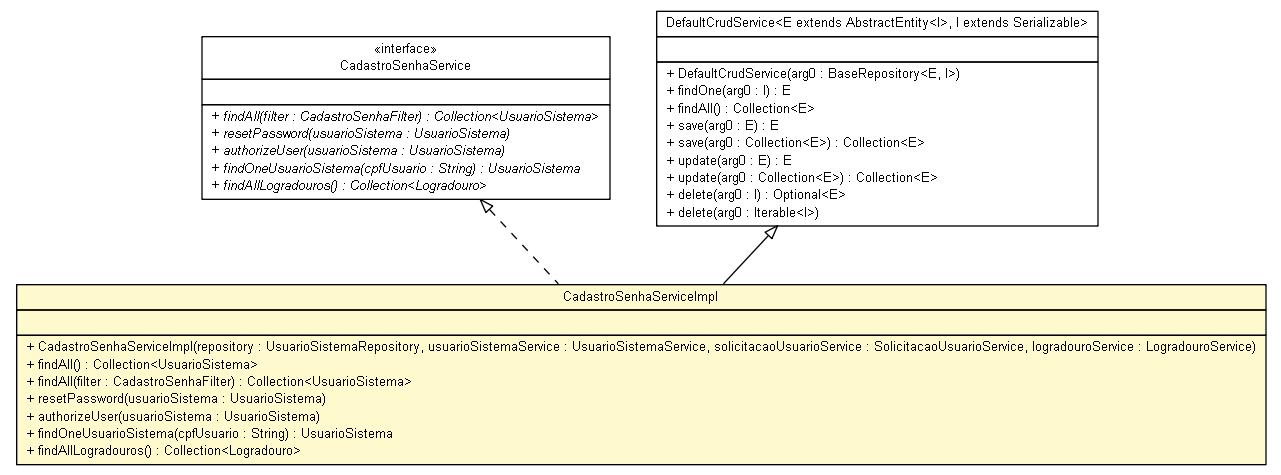 «interface»
CadastroSenhaService
+ findAll(filter : CadastroSenhaFilter) : Collection<UsuarioSistema>
+ resetPassword(usuarioSistema : UsuarioSistema)
+ authorizeUser(usuarioSistema : UsuarioSistema)
+ findOneUsuarioSistema(cpfUsuario : String) : UsuarioSistema
+ findAllLogradouros() : Collection<Logradouro>
DefaultCrudService<E extends AbstractEntity<I>, I extends Serializable>
+ DefaultCrudService(arg0 : BaseRepository<E, I>)
+ findOne(arg0 : I) : E
+ findAll() : Collection<E>
+ save(arg0 : E) : E
+ save(arg0 : Collection<E>) : Collection<E>
+ update(arg0 : E) : E
+ update(arg0 : Collection<E>) : Collection<E>
+ delete(arg0 : I) : Optional<E>
+ delete(arg0 : Iterable<I>)
CadastroSenhaServiceImpl
+ CadastroSenhaServiceImpl(repository : UsuarioSistemaRepository, usuarioSistemaService : UsuarioSistemaService, solicitacaoUsuarioService : SolicitacaoUsuarioService, logradouroService : LogradouroService)
+ findAll() : Collection<UsuarioSistema>
+ findAll(filter : CadastroSenhaFilter) : Collection<UsuarioSistema>
+ resetPassword(usuarioSistema : UsuarioSistema)
+ authorizeUser(usuarioSistema : UsuarioSistema)
+ findOneUsuarioSistema(cpfUsuario : String) : UsuarioSistema
+ findAllLogradouros() : Collection<Logradouro>